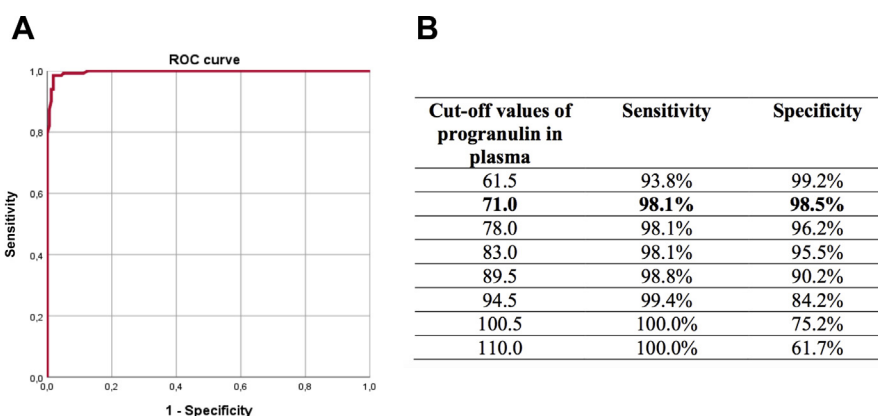 A
ROC curve
Sensitivity
1,0
0,8
0,6
0,4
0,2
0,0
0,0 0,2 0,4 0,6 0,8 1,0
1 - Specificity
B
Cut-off values of progranulin in plasma Sensitivity Specificity
61.5 93.8% 99.2%
71.0 98.1% 98.5%
78.0 98.1% 96.2%
83.0 98.1% 95.5%
89.5 98.8% 90.2%
94.5 99.4% 84.2%
100.5 100.0% 75.2%
110.0 100.0% 61.7%